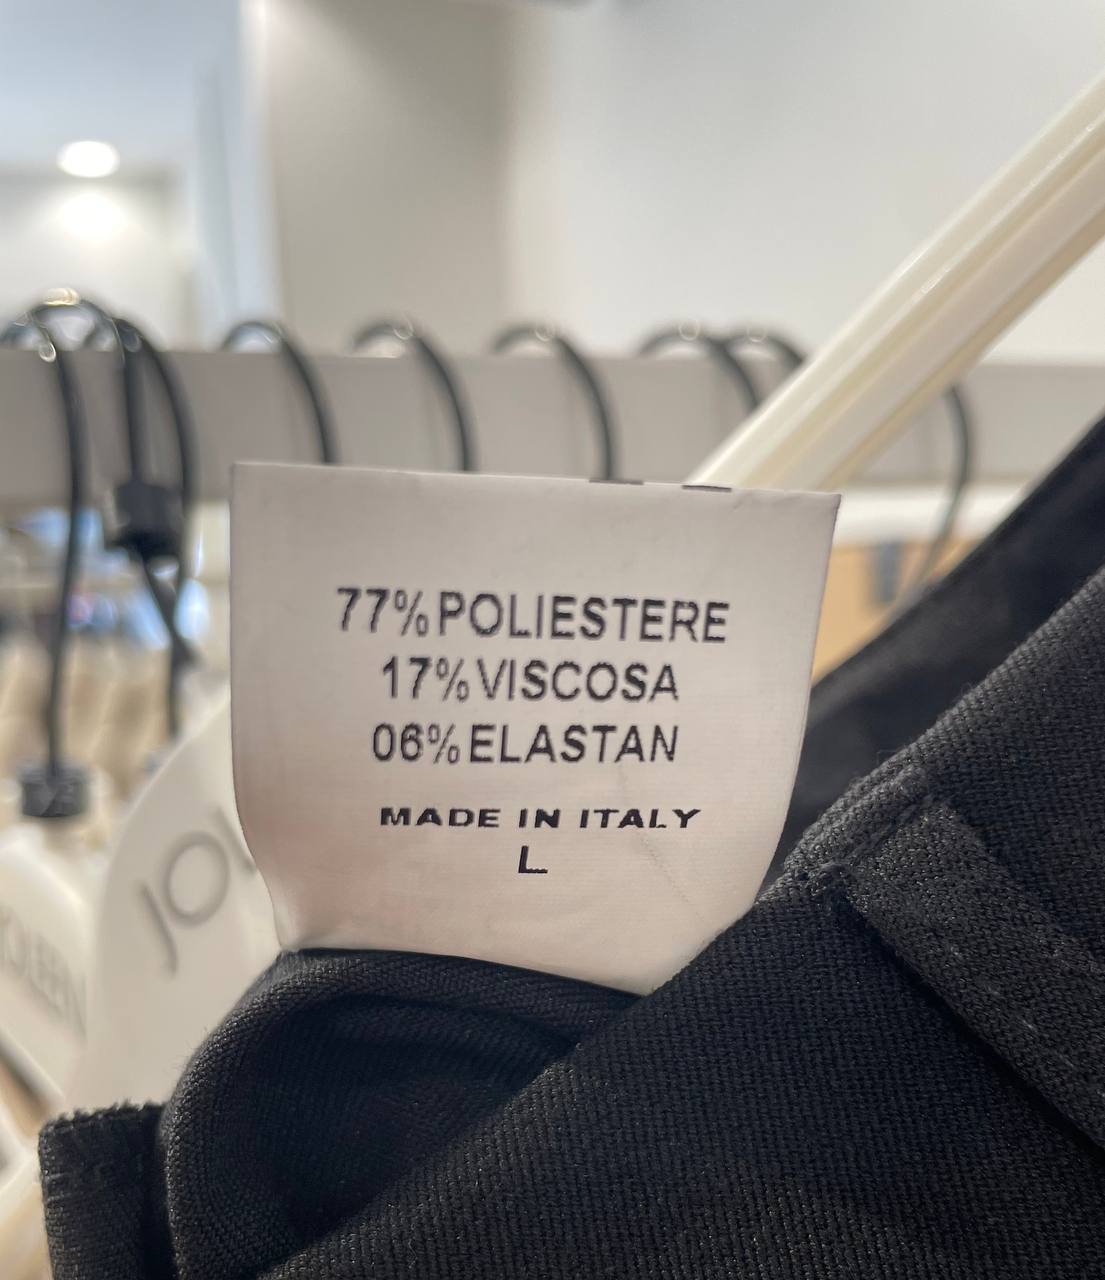 77% POLIESTERE
17% VISCOSA
06% ELASTAN
MADE IN ITALY
L